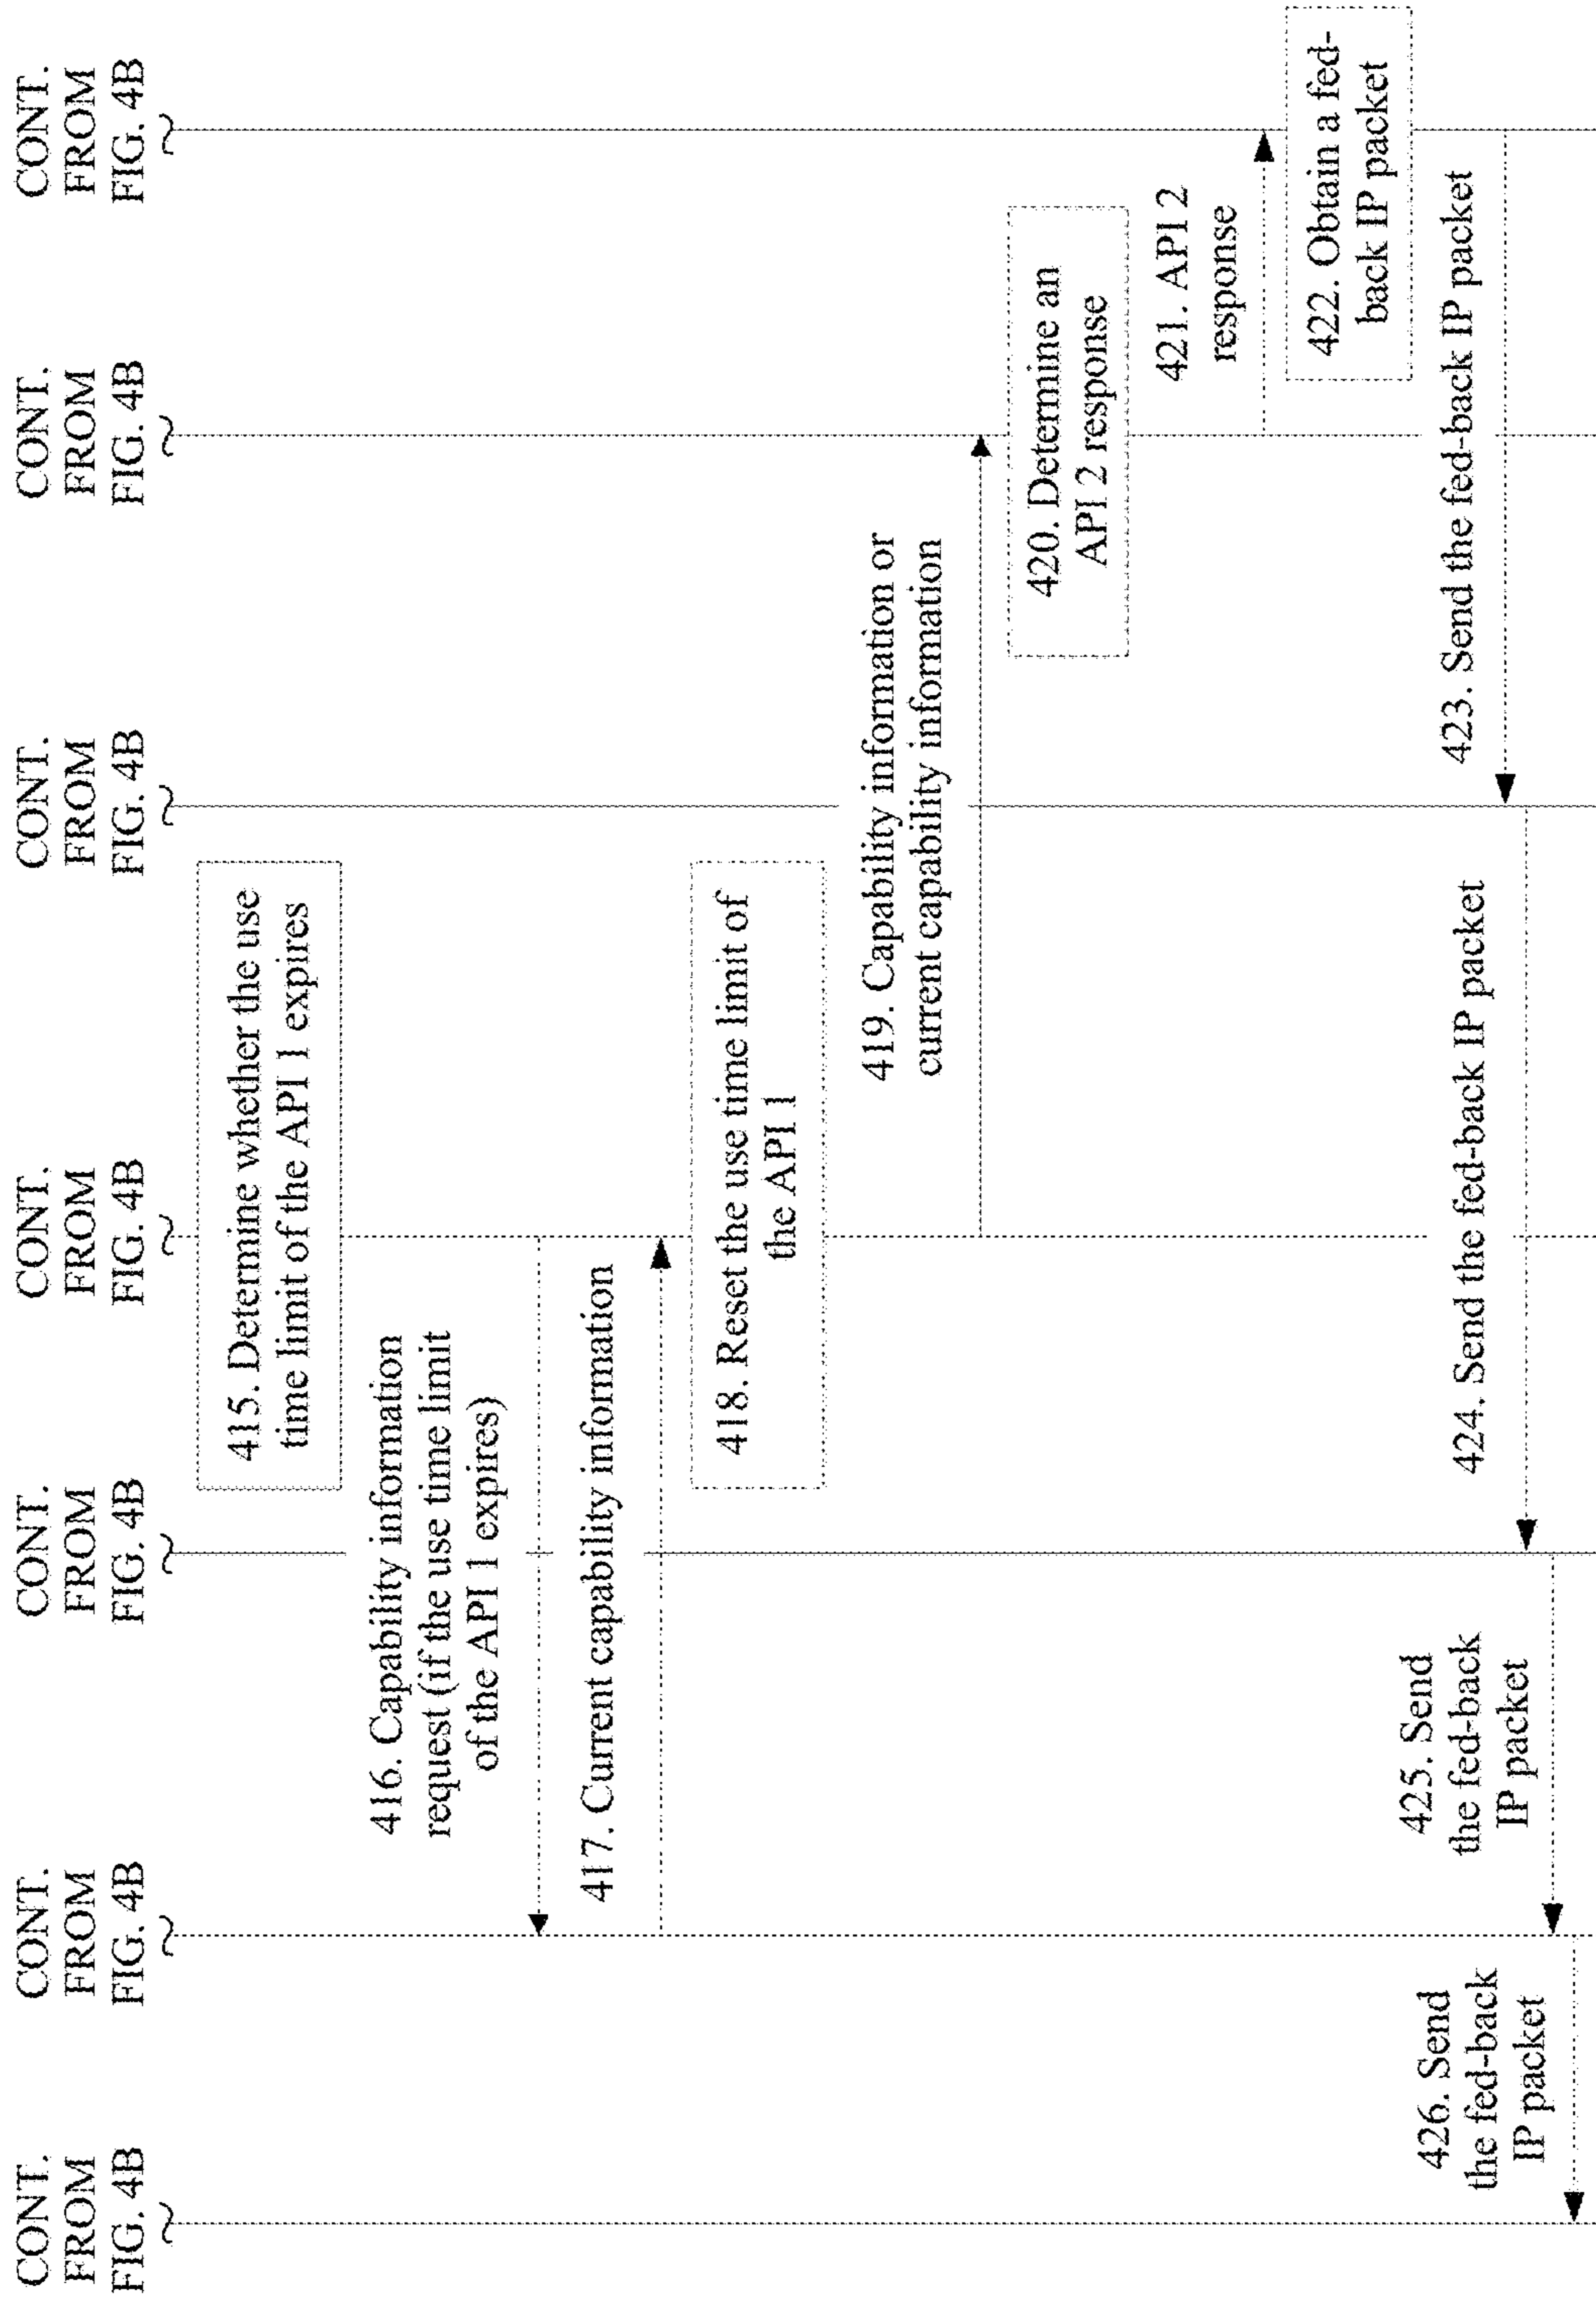 CONT.
FROM
FIG. 4B
CONT.
FROM
FIG. 4B
CONT.
FROM
FIG. 4B
CONT.
FROM
FIG. 4B
CONT.
FROM
FIG. 4B
CONT.
FROM
FIG. 4B
CONT.
FROM
FIG. 4B
415. Determine whether the use
time limit of the API 1 expires
416. Capability information
request (if the use time limit
of the API 1 expires)
417. Current capability information
418. Reset the use time limit of
the API 1
419. Capability information or
current capability information
420. Determine an
API 2 response
421. API 2
response
422. Obtain a fed-
back IP packet
423. Send the fed-back IP packet
424. Send the fed-back IP packet
425. Send
the fed-back
IP packet
426. Send
the fed-back
IP packet